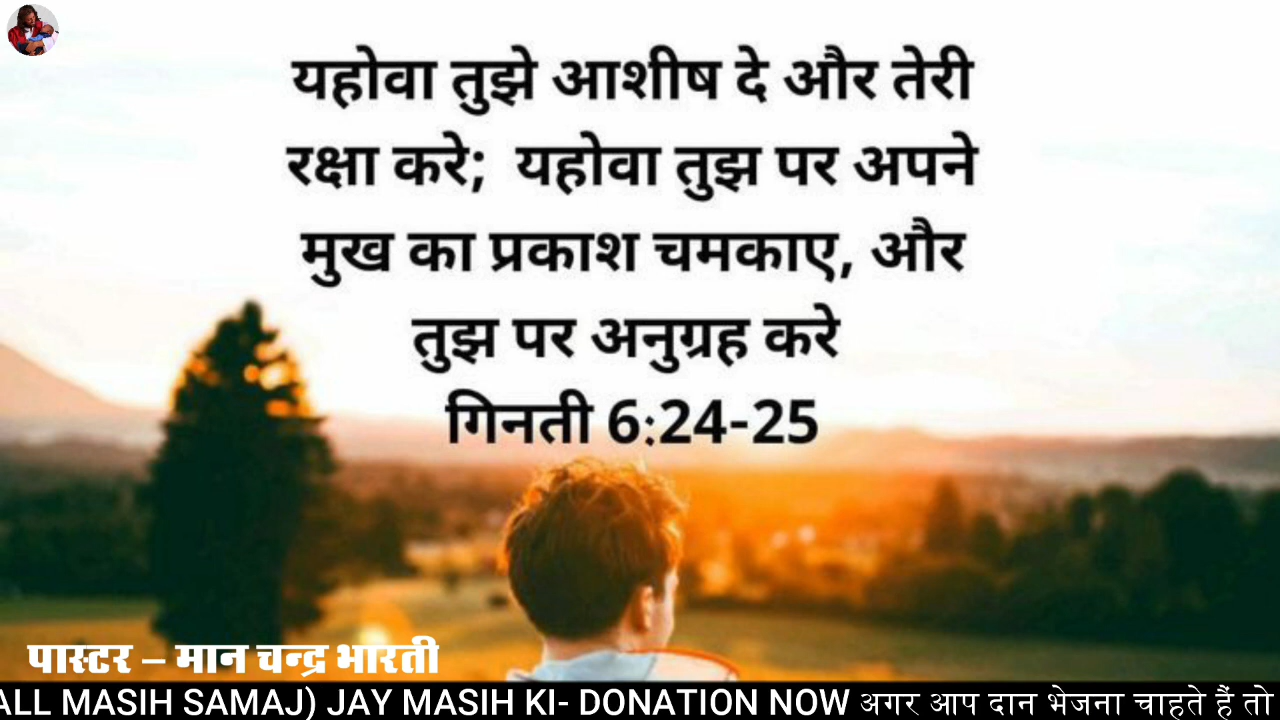 यहोवा तुझे आशीष दे और तेरी
रक्षा करे; यहोवा तुझ पर अपने
मुख का प्रकाश चमकाए, और
तुझ पर अनुग्रह करे
गिनती 6:24-25
पास्टर – मान चन्द्र भारती
ALL MASIH SAMAJ) JAY MASIH KI- DONATION NOW अगर आप दान भेजना चाहते हैं तो